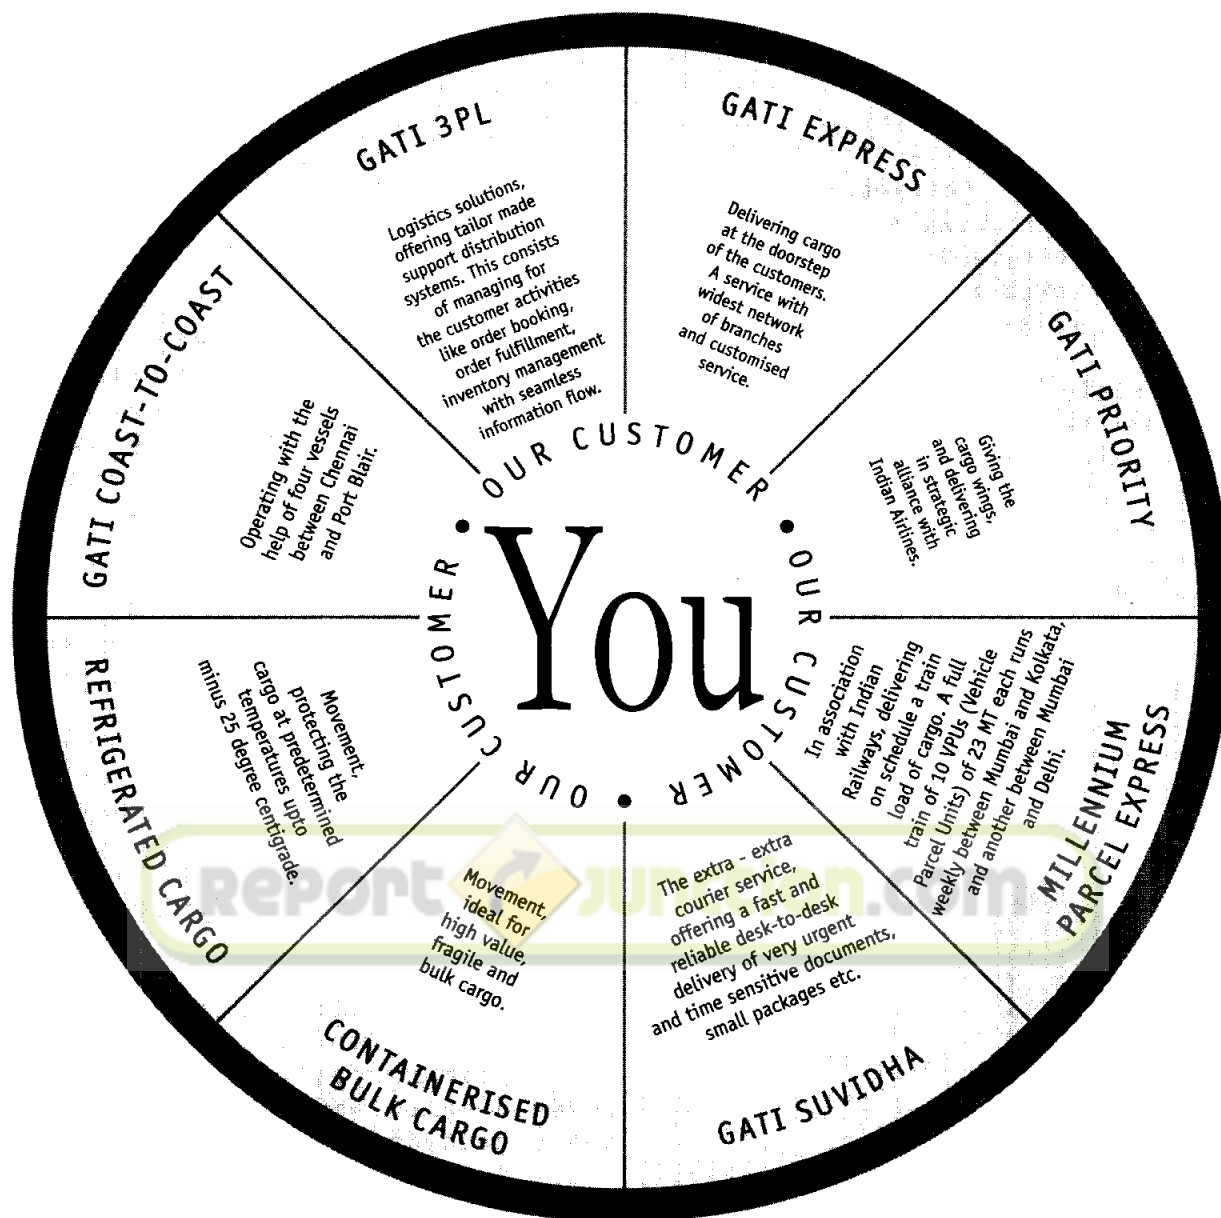 GATI EXPRESS
Delivering cargo
at the doorstep
of the customers.
A service with
widest network
of branches
and customised
service.
GATI PRIORITY
Giving the
cargo wings,
and delivering
in strategic
alliance with
Indian Airlines.
MILLENNIUM
PARCEL EXPRESS
In association
with Indian
Railways, delivering
on schedule a train
load of cargo. A full
train of 10 VPUs (Vehicle
Parcel Units) of 23 MT each runs
weekly between Mumbai and Kolkata,
and another between Mumbai
and Delhi.
GATI SUVIDHA
The extra - extra
courier service,
offering a fast and
reliable desk-to-desk
delivery of very urgent
and time sensitive documents,
small packages etc.
CONTAINERISED
BULK CARGO
Movement,
ideal for
high value,
fragile and
bulk cargo.
REFRIGERATED CARGO
Movement,
protecting the
cargo at predetermined
temperatures upto
minus 25 degree centigrade.
GATI COAST-TO-COAST
Operating with the
help of four vessels
between Chennai
and Port Blair.
GATI 3PL
Logistics solutions,
offering tailor made
support distribution
systems. This consists
of managing for
the customer activities
like order booking,
order fulfillment,
inventory management
with seamless
information flow.
OUR CUSTOMER • OUR CUSTOMER • OUR CUSTOMER •
You
RePORt JUnction.com